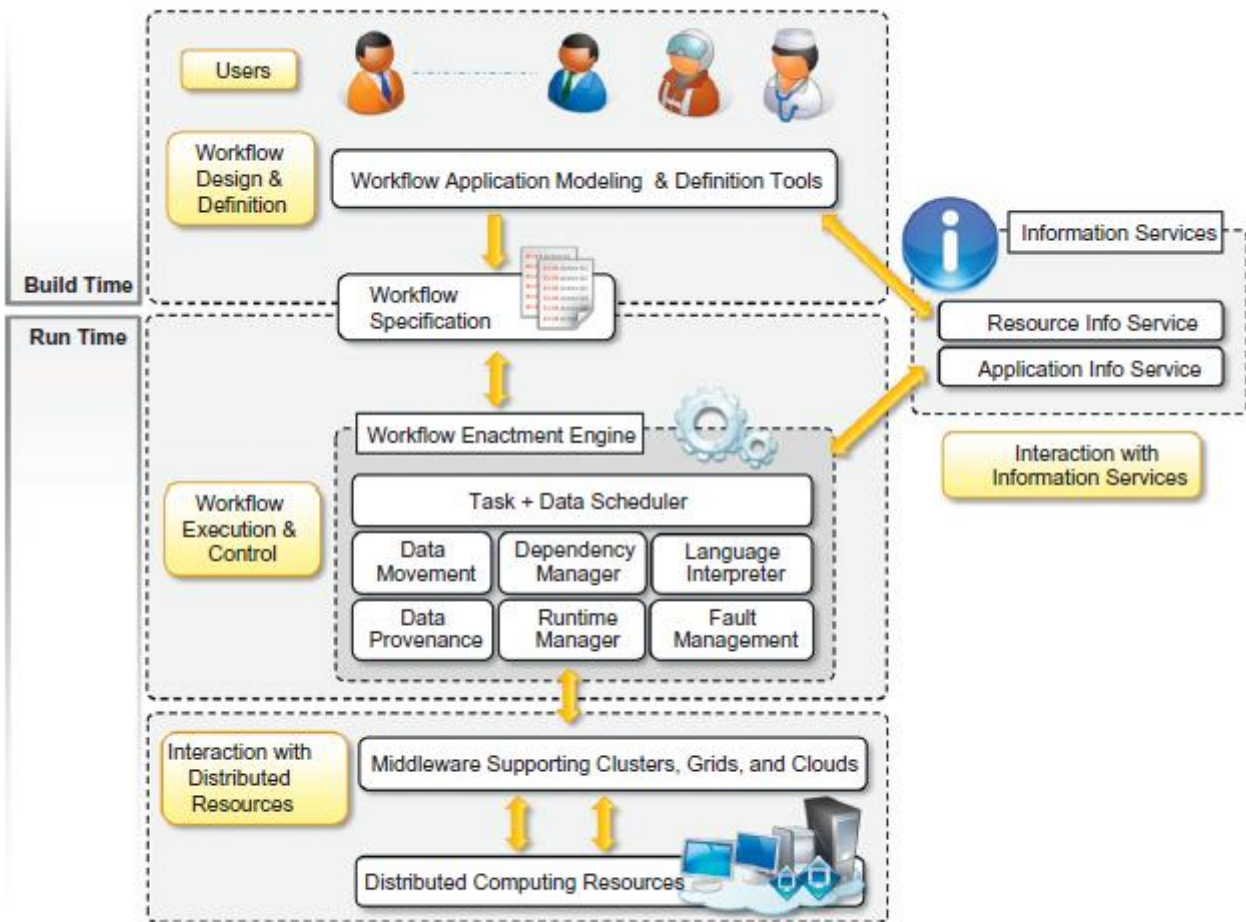 Users
Workflow
Design &
Definition
Workflow Application Modeling & Definition Tools
Build Time
Workflow
Specification
Information Services
Resource Info Service
Application Info Service
Interaction with
Information Services
Run Time
Workflow
Execution &
Control
Workflow Enactment Engine
Task + Data Scheduler
Data
Movement
Dependency
Manager
Language
Interpreter
Data
Provenance
Runtime
Manager
Fault
Management
Interaction with
Distributed
Resources
Middleware Supporting Clusters, Grids, and Clouds
Distributed Computing Resources